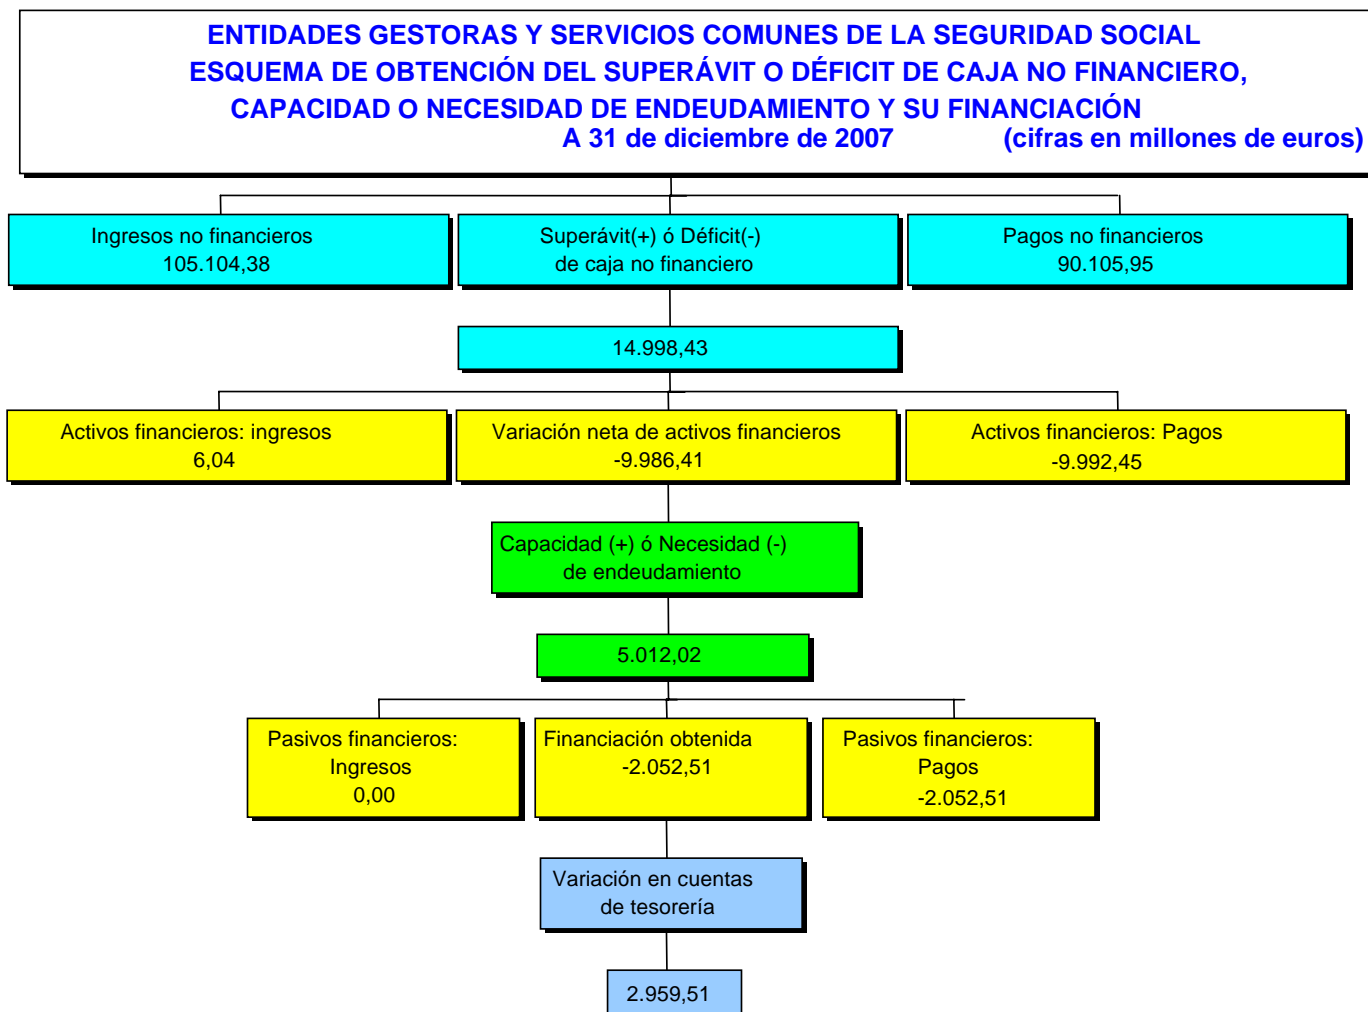 ENTIDADES GESTORAS Y SERVICIOS COMUNES DE LA SEGURIDAD SOCIAL
ESQUEMA DE OBTENCIÓN DEL SUPERÁVIT O DÉFICIT DE CAJA NO FINANCIERO,
CAPACIDAD O NECESIDAD DE ENDEUDAMIENTO Y SU FINANCIACIÓN
A 31 de diciembre de 2007 (cifras en millones de euros)
Ingresos no financieros
105.104,38
Superávit(+) ó Déficit(-)
de caja no financiero
Pagos no financieros
90.105,95
14.998,43
Activos financieros: ingresos
6,04
Variación neta de activos financieros
-9.986,41
Activos financieros: Pagos
-9.992,45
Capacidad (+) ó Necesidad (-)
de endeudamiento
5.012,02
Pasivos financieros:
Ingresos
0,00
Financiación obtenida
-2.052,51
Pasivos financieros:
Pagos
-2.052,51
Variación en cuentas
de tesorería
2.959,51